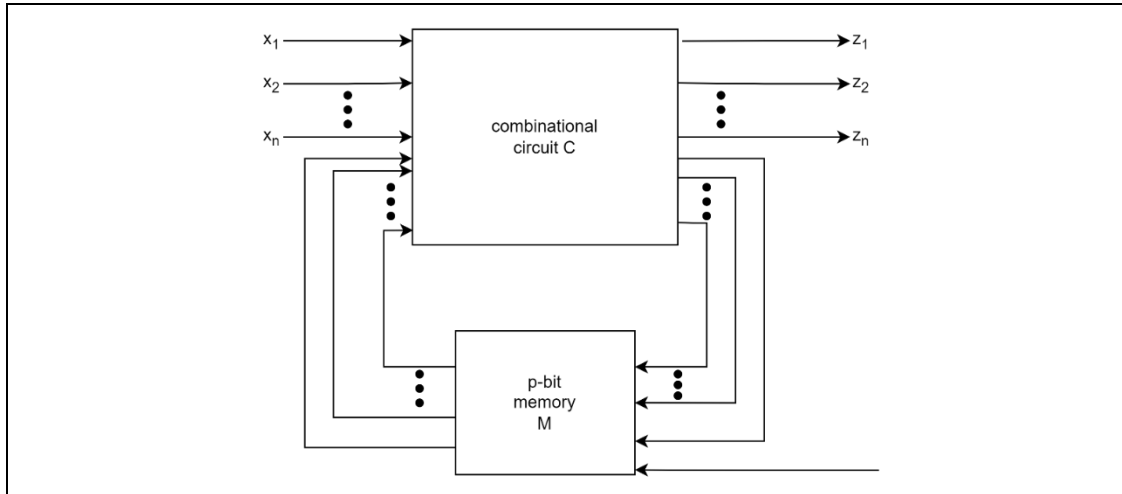 x₁
z₁
x₂
z₂
combinational
circuit C
xₙ
zₙ
p-bit
memory
M